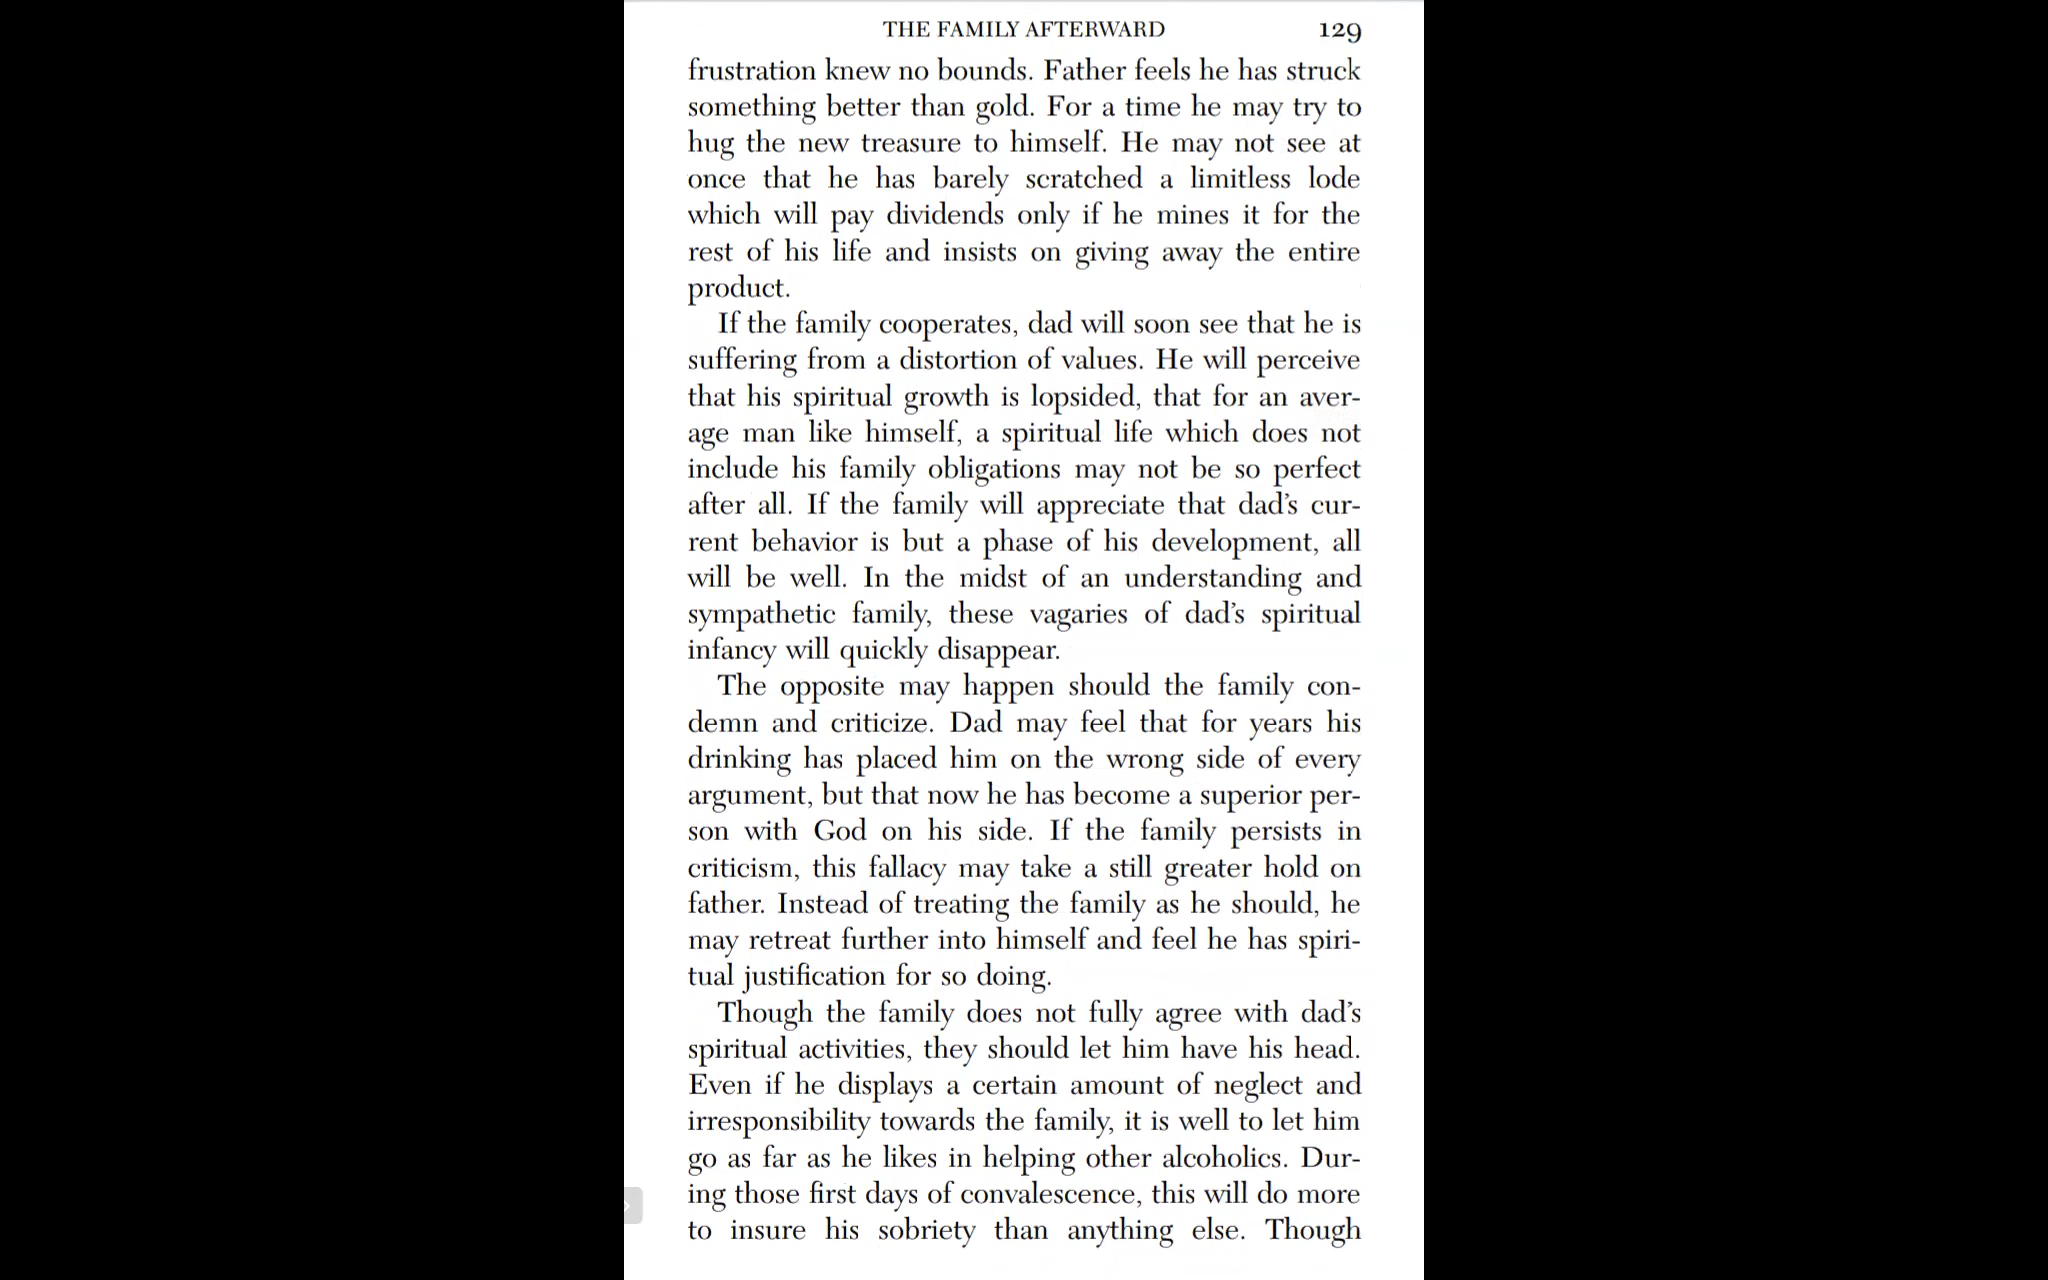 THE FAMILY AFTERWARD 129
frustration knew no bounds. Father feels he has struck
something better than gold. For a time he may try to
hug the new treasure to himself. He may not see at
once that he has barely scratched a limitless lode
which will pay dividends only if he mines it for the
rest of his life and insists on giving away the entire
product.
If the family cooperates, dad will soon see that he is
suffering from a distortion of values. He will perceive
that his spiritual growth is lopsided, that for an aver-
age man like himself, a spiritual life which does not
include his family obligations may not be so perfect
after all. If the family will appreciate that dad’s cur-
rent behavior is but a phase of his development, all
will be well. In the midst of an understanding and
sympathetic family, these vagaries of dad’s spiritual
infancy will quickly disappear.
The opposite may happen should the family con-
demn and criticize. Dad may feel that for years his
drinking has placed him on the wrong side of every
argument, but that now he has become a superior per-
son with God on his side. If the family persists in
criticism, this fallacy may take a still greater hold on
father. Instead of treating the family as he should, he
may retreat further into himself and feel he has spiri-
tual justification for so doing.
Though the family does not fully agree with dad’s
spiritual activities, they should let him have his head.
Even if he displays a certain amount of neglect and
irresponsibility towards the family, it is well to let him
go as far as he likes in helping other alcoholics. Dur-
ing those first days of convalescence, this will do more
to insure his sobriety than anything else. Though